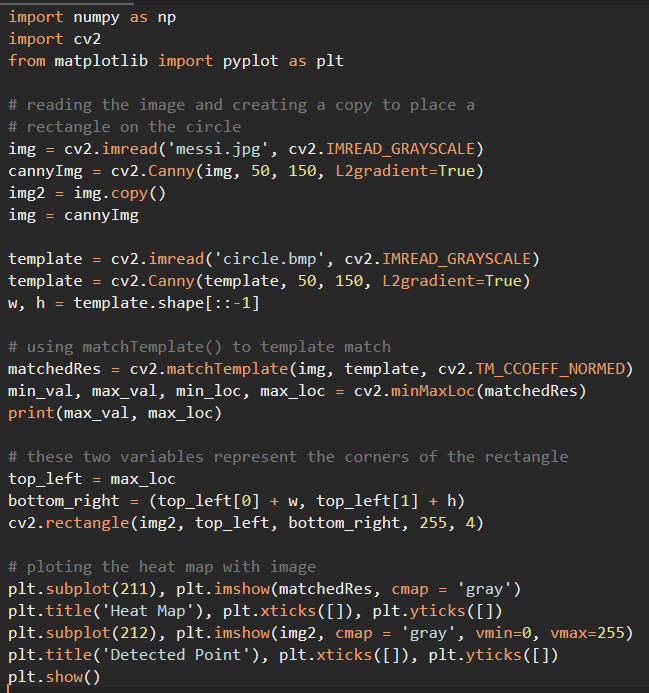 import numpy as np
import cv2
from matplotlib import pyplot as plt
# reading the image and creating a copy to place a
# rectangle on the circle
img = cv2.imread('messi.jpg', cv2.IMREAD_GRAYSCALE)
cannyImg = cv2.Canny(img, 50, 150, L2gradient=True)
img2 = img.copy()
img = cannyImg
template = cv2.imread('circle.bmp', cv2.IMREAD_GRAYSCALE)
template = cv2.Canny(template, 50, 150, L2gradient=True)
w, h = template.shape[::-1]
# using matchTemplate() to template match
matchedRes = cv2.matchTemplate(img, template, cv2.TM_CCOEFF_NORMED)
min_val, max_val, min_loc, max_loc = cv2.minMaxLoc(matchedRes)
print(max_val, max_loc)
# these two variables represent the corners of the rectangle
top_left = max_loc
bottom_right = (top_left[0] + w, top_left[1] + h)
cv2.rectangle(img2, top_left, bottom_right, 255, 4)
# ploting the heat map with image
plt.subplot(211), plt.imshow(matchedRes, cmap = 'gray')
plt.title('Heat Map'), plt.xticks([]), plt.yticks([])
plt.subplot(212), plt.imshow(img2, cmap = 'gray', vmin=0, vmax=255)
plt.title('Detected Point'), plt.xticks([]), plt.yticks([])
plt.show()